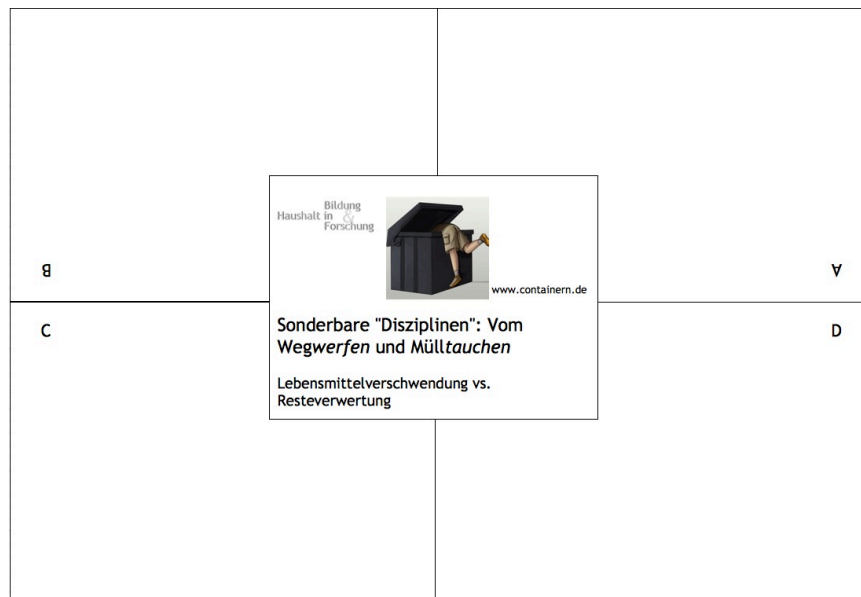 Bildung
Haushalt in &
Forschung
www.containern.de
B
A
C
D
Sonderbare "Disziplinen": Vom
Wegwerfen und Mülltauchen
Lebensmittelverschwendung vs.
Resteverwertung